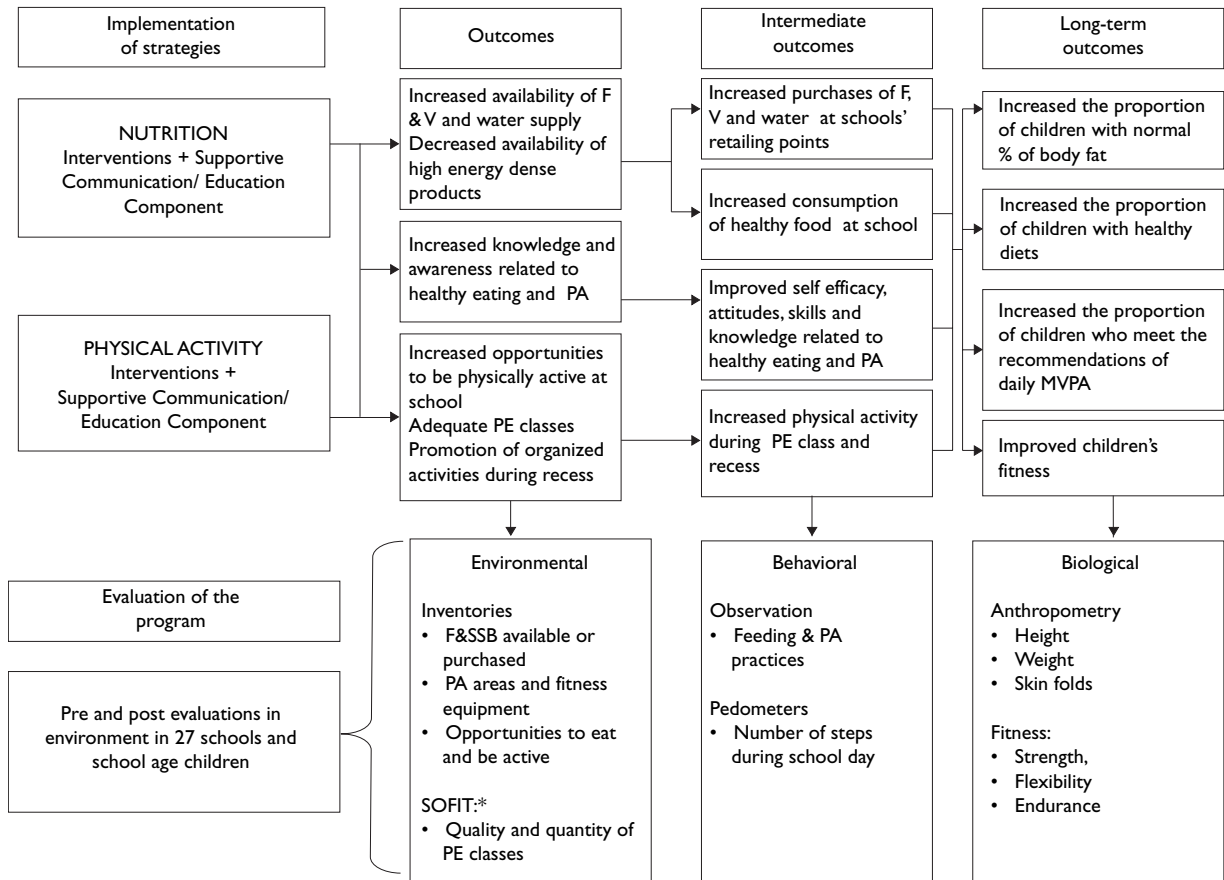 Implementation
of strategies
Outcomes
Intermediate
outcomes
Long-term
outcomes
NUTRITION
Interventions + Supportive
Communication/ Education
Component
PHYSICAL ACTIVITY
Interventions +
Supportive Communication/
Education Component
Increased availability of F
& V and water supply
Decreased availability of
high energy dense
products
Increased knowledge and
awareness related to
healthy eating and PA
Increased opportunities
to be physically active at
school
Adequate PE classes
Promotion of organized
activities during recess
Increased purchases of F,
V and water at schools’
retailing points
Increased consumption
of healthy food at school
Improved self efficacy,
attitudes, skills and
knowledge related to
healthy eating and PA
Increased physical activity
during PE class and
recess
Increased the proportion
of children with normal
% of body fat
Increased the proportion
of children with healthy
diets
Increased the proportion
of children who meet the
recommendations of
daily MVPA
Improved children’s
fitness
Evaluation of the
program
Pre and post evaluations in
environment in 27 schools and
school age children
Environmental
Inventories
• F&SSB available or
purchased
• PA areas and fitness
equipment
• Opportunities to eat
and be active
SOFIT:*
• Quality and quantity of
PE classes
Behavioral
Observation
• Feeding & PA
practices
Pedometers
• Number of steps
during school day
Biological
Anthropometry
• Height
• Weight
• Skin folds
Fitness:
• Strength,
• Flexibility
• Endurance